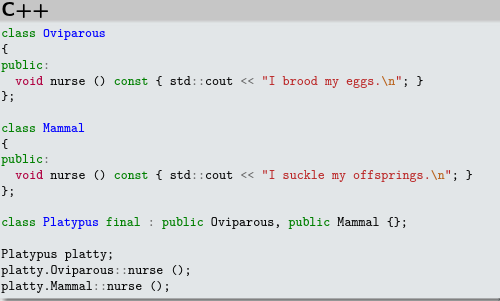 C++
class Oviparous
{
public:
  void nurse () const { std::cout << "I brood my eggs.\n"; }
};

class Mammal
{
public:
  void nurse () const { std::cout << "I suckle my offsprings.\n"; }
};

class Platypus final : public Oviparous, public Mammal {};

Platypus platty;
platty.Oviparous::nurse ();
platty.Mammal::nurse ();